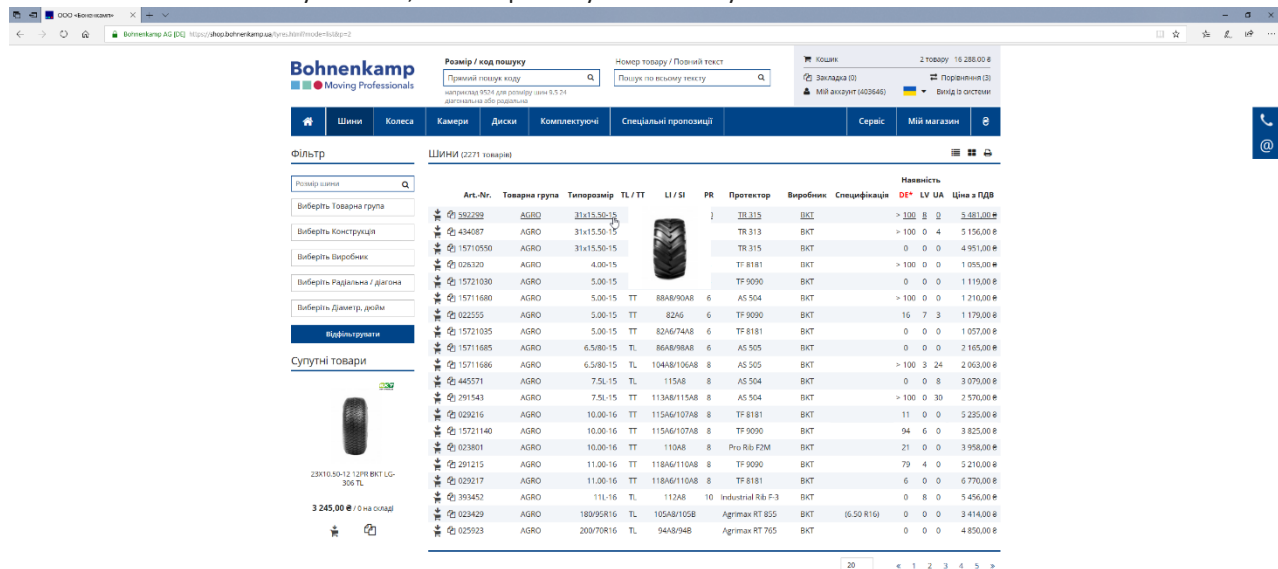 ООО «Боненкамп»
Bohnenkamp AG [DE] https://shop.bohnenkamp.ua/tyres.html?mode=list&p=2
Bohnenkamp
Moving Professionals
Розмір / код пошуку
Прямий пошук коду
наприклад 9524 для розміру шин 9.5 24
діагональна або радіальна
Номер товару / Повний текст
Пошук по всьому тексту
Кошик 2 товару 16 288.00 ₴
Закладка (0) Порівняння (3)
Мій аккаунт (403646) Вихід із системи
Шини Колеса Камери Диски Комплектуючі Спеціальні пропозиції Сервіс Мій магазин ₴
Фільтр
Розмір шини
Виберіть Товарна група
Виберіть Конструкція
Виберіть Виробник
Виберіть Радіальна / діагона
Виберіть Діаметр, дюйм
Відфільтрувати
Супутні товари
23X10.50-12 12PR BKT LG-
306 TL
3 245,00 ₴ / 0 на складі
Шини (2271 товарів)
Наявність
Art.-Nr. Товарна група Типорозмір TL / TT LI / SI PR Протектор Виробник Специфікація DE* LV UA Ціна з ПДВ
592299 AGRO 31x15.50-15 TR 315 BKT > 100 8 0 5 481,00 ₴
434087 AGRO 31x15.50-15 TR 313 BKT > 100 0 4 5 156,00 ₴
15710550 AGRO 31x15.50-15 TR 315 BKT 0 0 0 4 951,00 ₴
026320 AGRO 4.00-15 TF 8181 BKT > 100 0 0 1 055,00 ₴
15721030 AGRO 5.00-15 TF 9090 BKT 0 0 0 1 119,00 ₴
15711680 AGRO 5.00-15 TT 88A8/90A8 6 AS 504 BKT > 100 0 0 1 210,00 ₴
022555 AGRO 5.00-15 TT 82A6 6 TF 9090 BKT 16 7 3 1 179,00 ₴
15721035 AGRO 5.00-15 TT 82A6/74A8 6 TF 8181 BKT 0 0 0 1 057,00 ₴
15711685 AGRO 6.5/80-15 TL 86A8/98A8 6 AS 505 BKT 0 0 0 2 165,00 ₴
15711686 AGRO 6.5/80-15 TL 104A8/106A8 8 AS 505 BKT > 100 3 24 2 063,00 ₴
445571 AGRO 7.5L-15 TL 115A8 8 AS 504 BKT 0 0 8 3 079,00 ₴
291543 AGRO 7.5L-15 TT 113A8/115A8 8 AS 504 BKT > 100 0 30 2 570,00 ₴
029216 AGRO 10.00-16 TT 115A6/107A8 8 TF 8181 BKT 11 0 0 5 235,00 ₴
15721140 AGRO 10.00-16 TT 115A6/107A8 8 TF 9090 BKT 94 6 0 3 825,00 ₴
023801 AGRO 10.00-16 TT 110A8 8 Pro Rib F2M BKT 21 0 0 3 958,00 ₴
291215 AGRO 11.00-16 TT 118A6/110A8 8 TF 9090 BKT 79 4 0 5 210,00 ₴
029217 AGRO 11.00-16 TT 118A6/110A8 8 TF 8181 BKT 6 0 0 6 770,00 ₴
393452 AGRO 11L-16 TL 112A8 10 Industrial Rib F-3 BKT 0 8 0 5 456,00 ₴
023429 AGRO 180/95R16 TL 105A8/105B Agrimax RT 855 BKT (6.50 R16) 0 0 0 3 414,00 ₴
025923 AGRO 200/70R16 TL 94A8/94B Agrimax RT 765 BKT 0 0 0 4 850,00 ₴
20 « 1 2 3 4 5 »